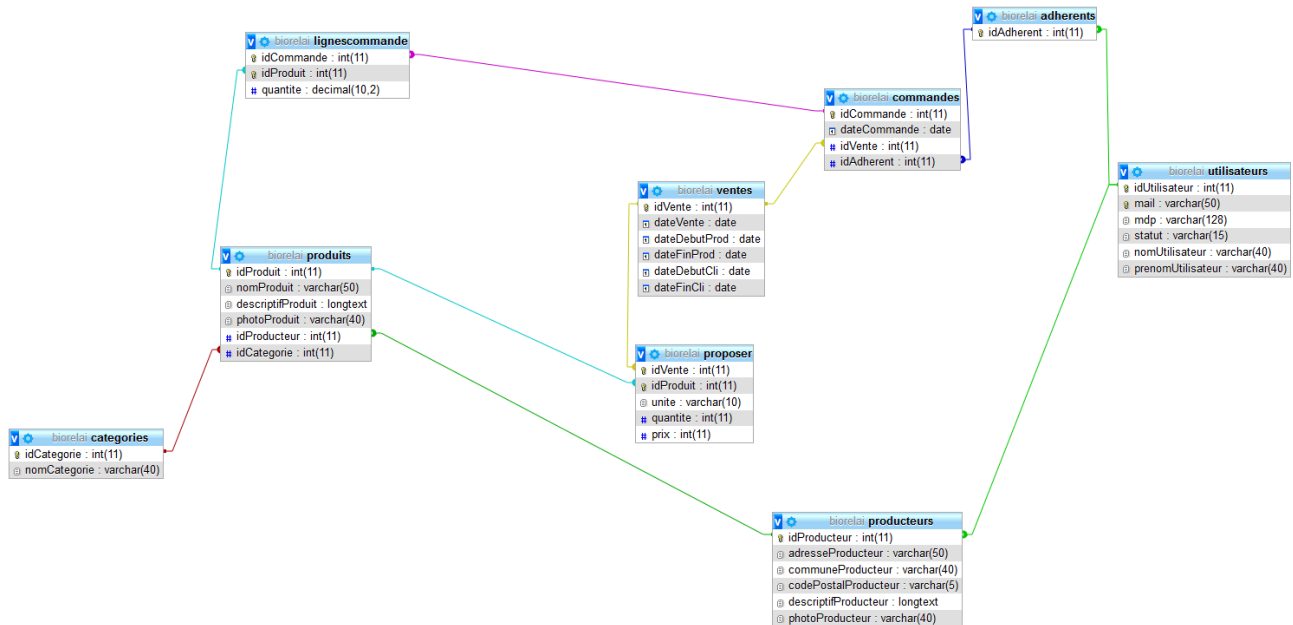 biorelai adherents
idAdherent : int(11)
biorelai lignescommande
idCommande : int(11)
idProduit : int(11)
# quantite : decimal(10,2)
biorelai commandes
idCommande : int(11)
dateCommande : date
# idVente : int(11)
# idAdherent : int(11)
biorelai utilisateurs
idUtilisateur : int(11)
mail : varchar(50)
mdp : varchar(128)
statut : varchar(15)
nomUtilisateur : varchar(40)
prenomUtilisateur : varchar(40)
biorelai ventes
idVente : int(11)
dateVente : date
dateDebutProd : date
dateFinProd : date
dateDebutCli : date
dateFinCli : date
biorelai produits
idProduit : int(11)
nomProduit : varchar(50)
descriptifProduit : longtext
photoProduit : varchar(40)
# idProducteur : int(11)
# idCategorie : int(11)
biorelai proposer
idVente : int(11)
idProduit : int(11)
unite : varchar(10)
# quantite : int(11)
# prix : int(11)
biorelai categories
idCategorie : int(11)
nomCategorie : varchar(40)
biorelai producteurs
idProducteur : int(11)
adresseProducteur : varchar(50)
communeProducteur : varchar(40)
codePostalProducteur : varchar(5)
descriptifProducteur : longtext
photoProducteur : varchar(40)